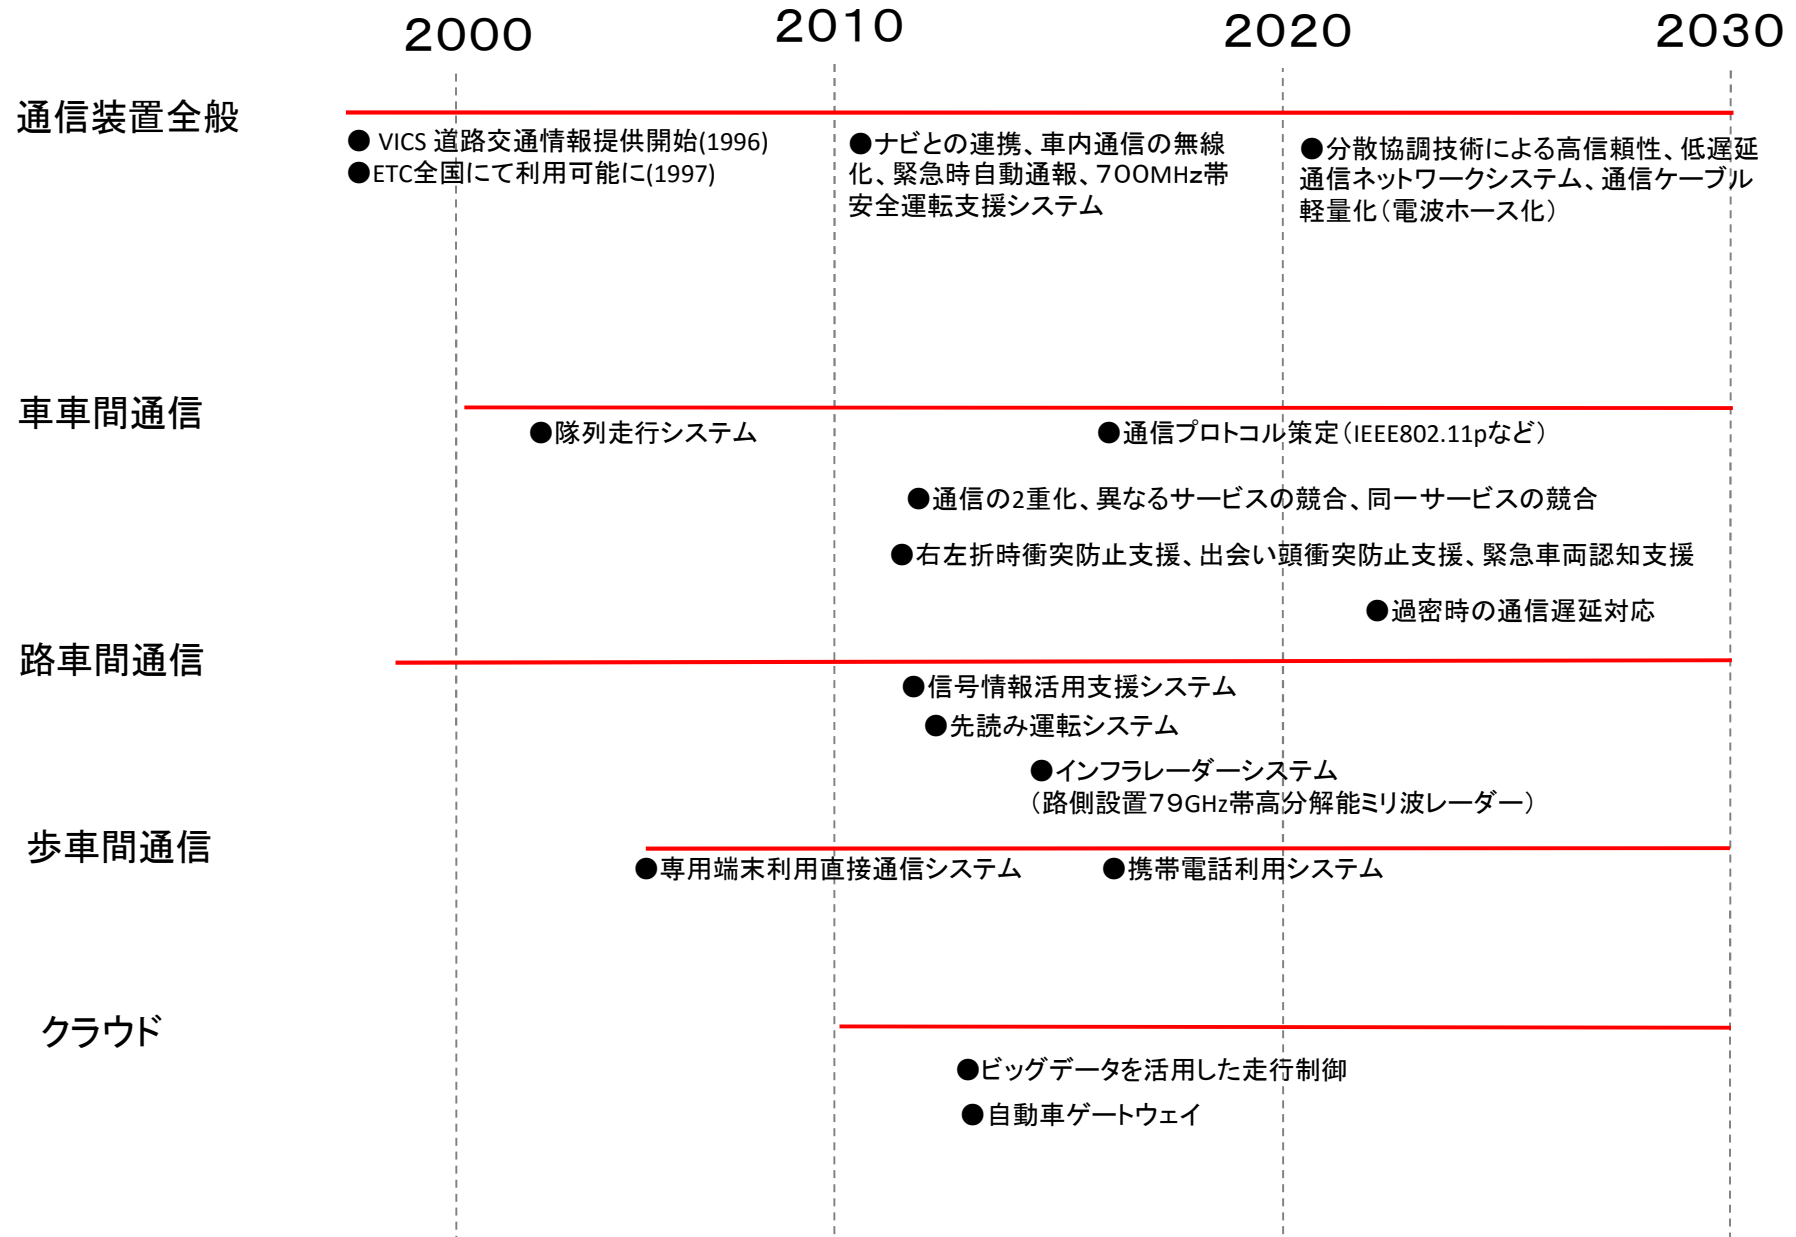 2000
2010
2020
2030
通信装置全般
● VICS 道路交通情報提供開始(1996)
●ETC全国にて利用可能に(1997)
●ナビとの連携、車内通信の無線
化、緊急時自動通報、700MHz帯
安全運転支援システム
●分散協調技術による高信頼性、低遅延
通信ネットワークシステム、通信ケーブル
軽量化(電波ホース化)
車車間通信
●隊列走行システム
●通信プロトコル策定(IEEE802.11pなど)
●通信の2重化、異なるサービスの競合、同一サービスの競合
●右左折時衝突防止支援、出会い頭衝突防止支援、緊急車両認知支援
●過密時の通信遅延対応
路車間通信
●信号情報活用支援システム
●先読み運転システム
●インフラレーダーシステム
(路側設置79GHz帯高分解能ミリ波レーダー)
歩車間通信
●専用端末利用直接通信システム
●携帯電話利用システム
クラウド
●ビッグデータを活用した走行制御
●自動車ゲートウェイ